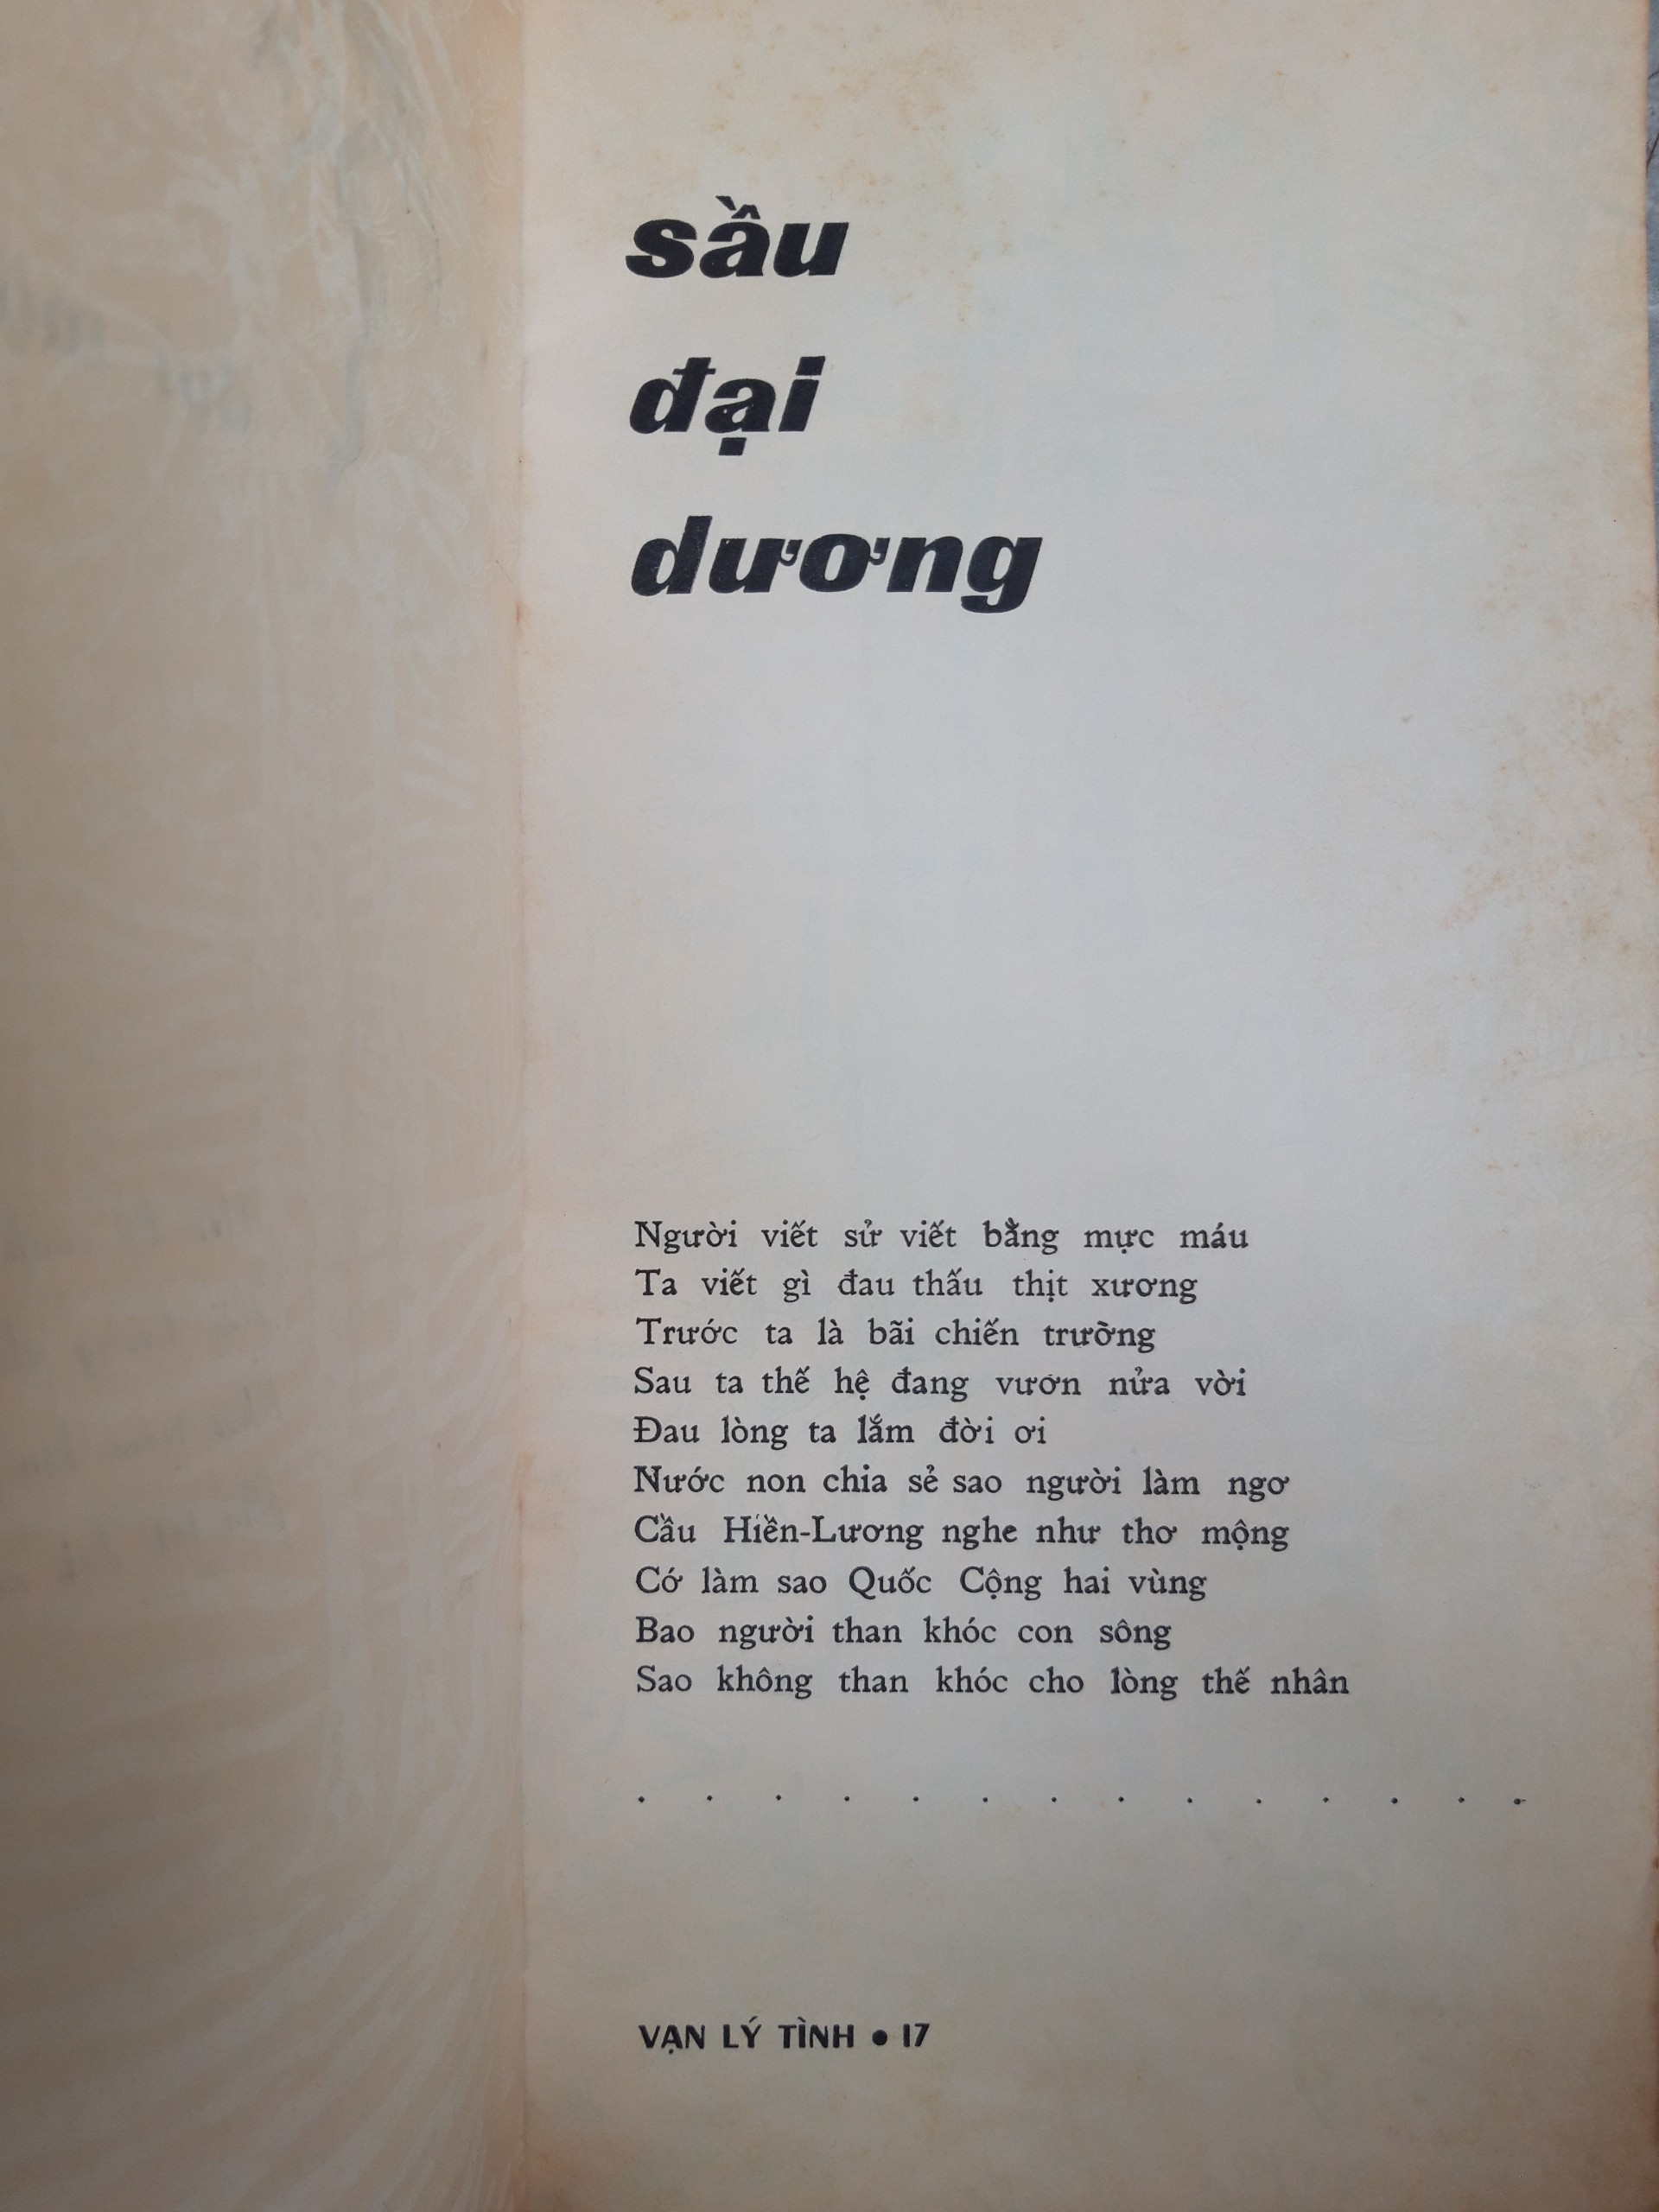 sầu
đại
dương
Người viết sử viết bằng mực máu
Ta viết gì đau thấu thịt xương
Trước ta là bãi chiến trường
Sau ta thế hệ đang vươn nửa vời
Đau lòng ta lắm đời ơi
Nước non chia sẻ sao người làm ngơ
Cầu Hiền-Lương nghe như thơ mộng
Cớ làm sao Quốc Cộng hai vùng
Bao người than khóc con sông
Sao không than khóc cho lòng thế nhân
. . . . . . . . . . . . . .
VẠN LÝ TÌNH ● 17